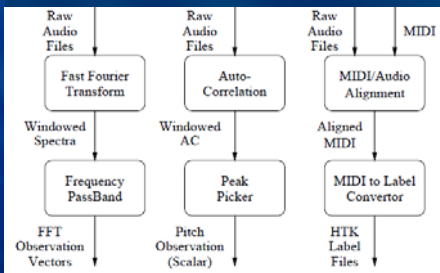 Raw
Audio
Files
Fast Fourier
Transform
Windowed
Spectra
Frequency
PassBand
FFT
Observation
Vectors
Raw
Audio
Files
Auto-
Correlation
Windowed
AC
Peak
Picker
Pitch
Observation
(Scalar)
Raw
Audio
Files
MIDI
MIDI/Audio
Alignment
Aligned
MIDI
MIDI to Label
Convertor
HTK
Label
Files